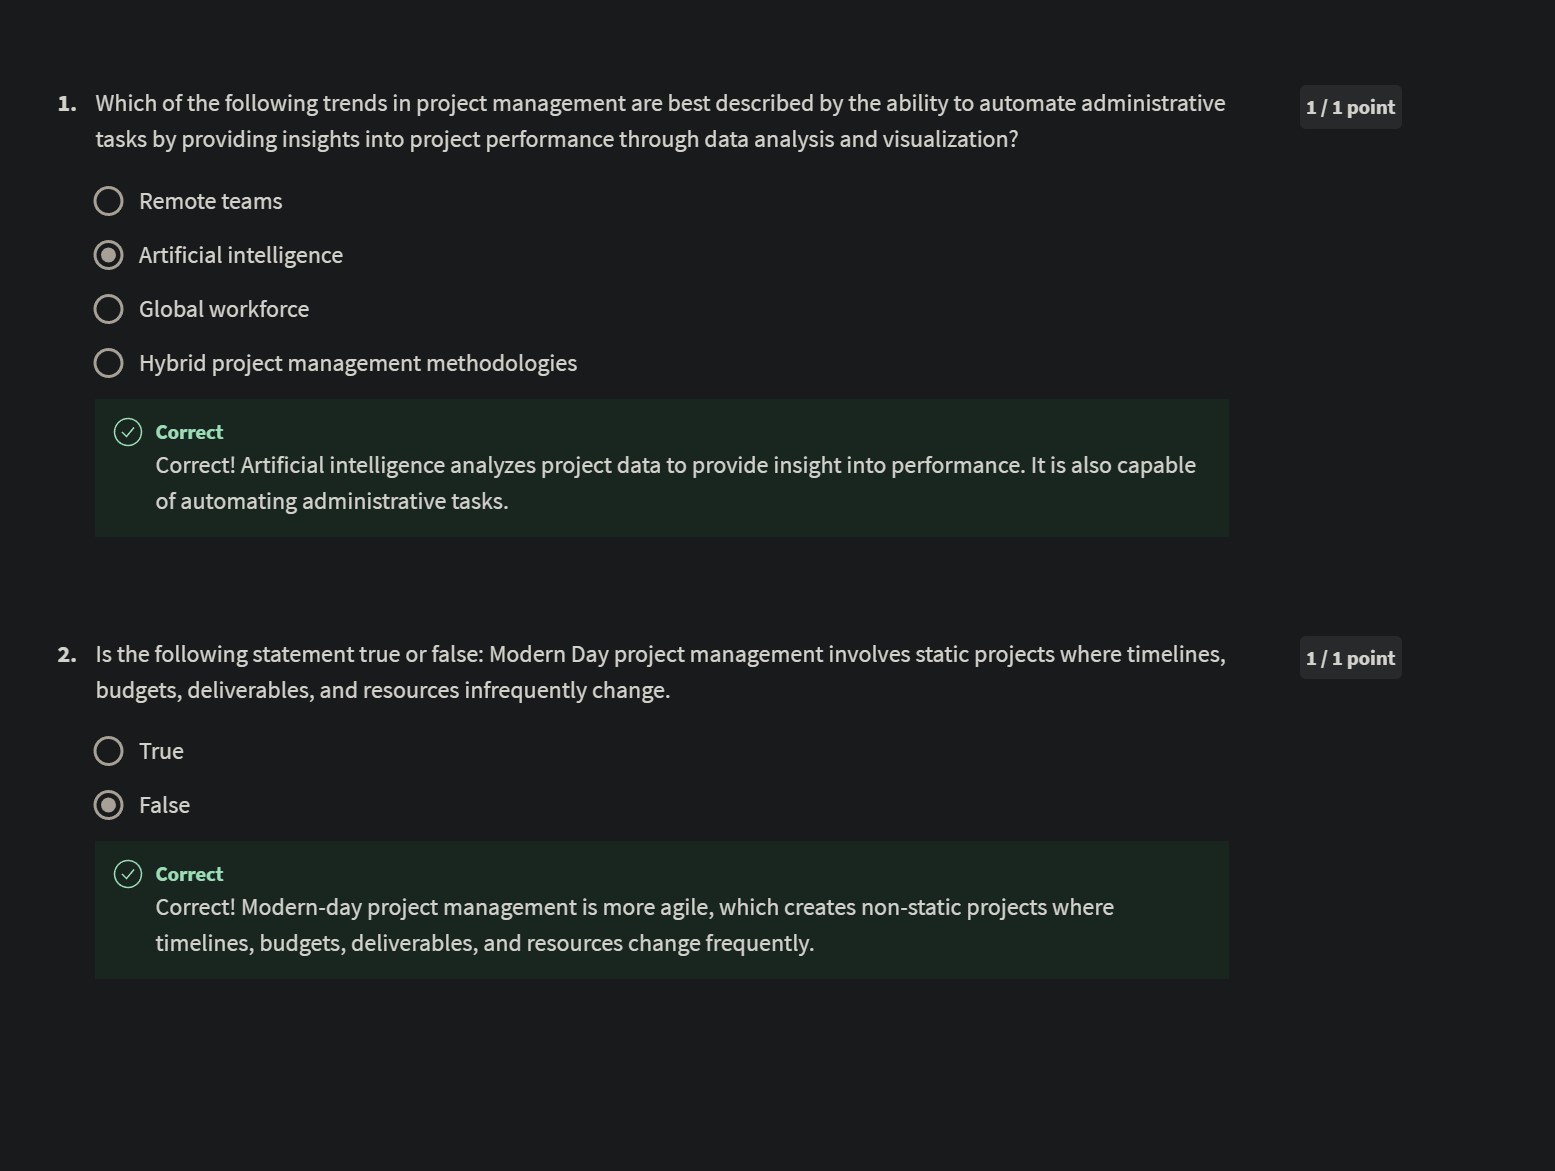 1. Which of the following trends in project management are best described by the ability to automate administrative
1 / 1 point
tasks by providing insights into project performance through data analysis and visualization?
Remote teams
Artificial intelligence
Global workforce
Hybrid project management methodologies
Correct
Correct! Artificial intelligence analyzes project data to provide insight into performance. It is also capable
of automating administrative tasks.
2. Is the following statement true or false: Modern Day project management involves static projects where timelines,
1 / 1 point
budgets, deliverables, and resources infrequently change.
True
False
Correct
Correct! Modern-day project management is more agile, which creates non-static projects where
timelines, budgets, deliverables, and resources change frequently.